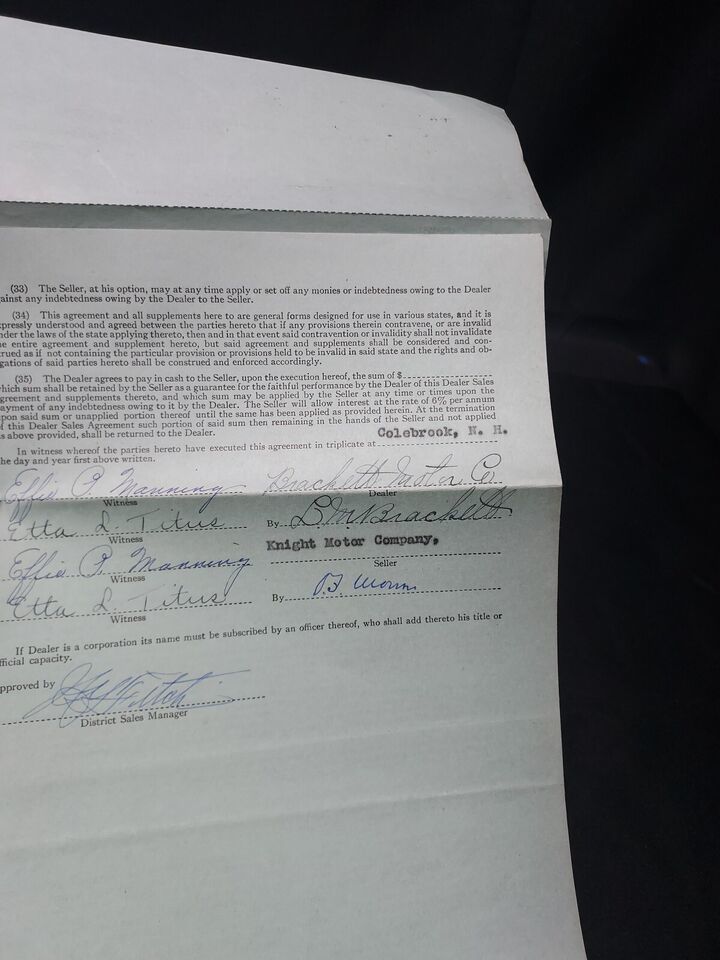 (33) The Seller, at his option, may at any time apply or set off any monies or indebtedness owing to the Dealer
ainst any indebtedness owing by the Dealer to the Seller.
(34) This agreement and all supplements here to are general forms designed for use in various states, and it is
pressly understood and agreed between the parties hereto that if any provisions therein contravene, or are invalid
nder the laws of the state applying thereto, then and in that event said contravention or invalidity shall not invalidate
he entire agreement and supplement hereto, but said agreement and supplements shall be considered and con-
trued as if not containing the particular provision or provisions held to be invalid in said state and the rights and ob-
gations of said parties hereto shall be construed and enforced accordingly.
(35) The Dealer agrees to pay in cash to the Seller, upon the execution hereof, the sum of $
hich sum shall be retained by the Seller as a guarantee for the faithful performance by the Dealer of this Dealer Sales
greement and supplements thereto, and which sum may be applied by the Seller at any time or times upon the
ayment of any indebtedness owing to it by the Dealer. The Seller will allow interest at the rate of 6% per annum
pon said sum or unapplied portion thereof until the same has been applied as provided herein. At the termination
f this Dealer Sales Agreement such portion of said sum then remaining in the hands of the Seller and not applied
s above provided, shall be returned to the Dealer.
In witness whereof the parties hereto have executed this agreement in triplicate at Colebrook, N. H.
he day and year first above written.
Effie P. Manning Brackett Motor Co
Witness Dealer
Etta L. Titus By B.M. Brackett
Witness
Effie P. Manning Knight Motor Company,
Witness Seller
Etta L. Titus By
Witness
If Dealer is a corporation its name must be subscribed by an officer thereof, who shall add thereto his title or
fficial capacity.
pproved by
District Sales Manager